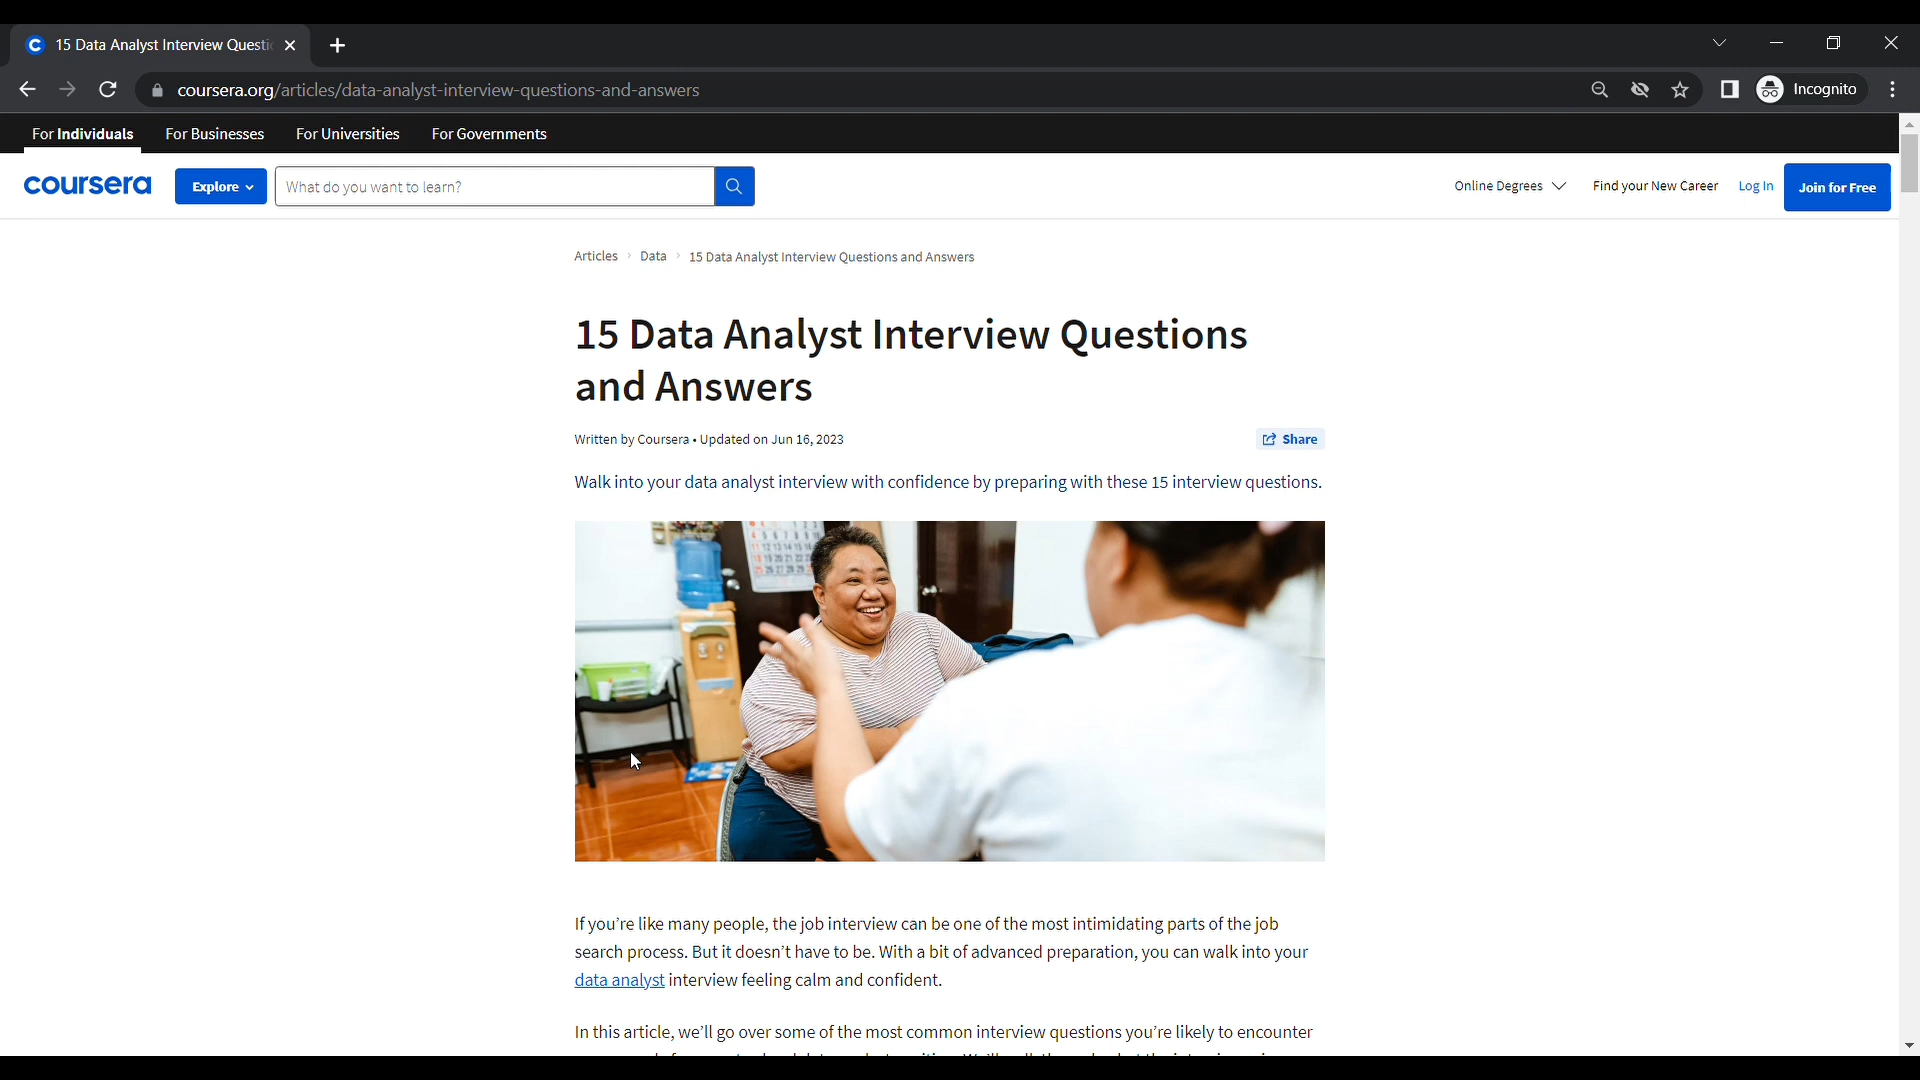 15 Data Analyst Interview Questi
coursera.org/articles/data-analyst-interview-questions-and-answers
Incognito
For Individuals
For Businesses
For Universities
For Governments
coursera
Explore
What do you want to learn?
Online Degrees
Find your New Career
Log In
Join for Free
Articles › Data › 15 Data Analyst Interview Questions and Answers
15 Data Analyst Interview Questions
and Answers
Written by Coursera • Updated on Jun 16, 2023
Share
Walk into your data analyst interview with confidence by preparing with these 15 interview questions.
If you're like many people, the job interview can be one of the most intimidating parts of the job
search process. But it doesn't have to be. With a bit of advanced preparation, you can walk into your
data analyst interview feeling calm and confident.
In this article, we'll go over some of the most common interview questions you're likely to encounter